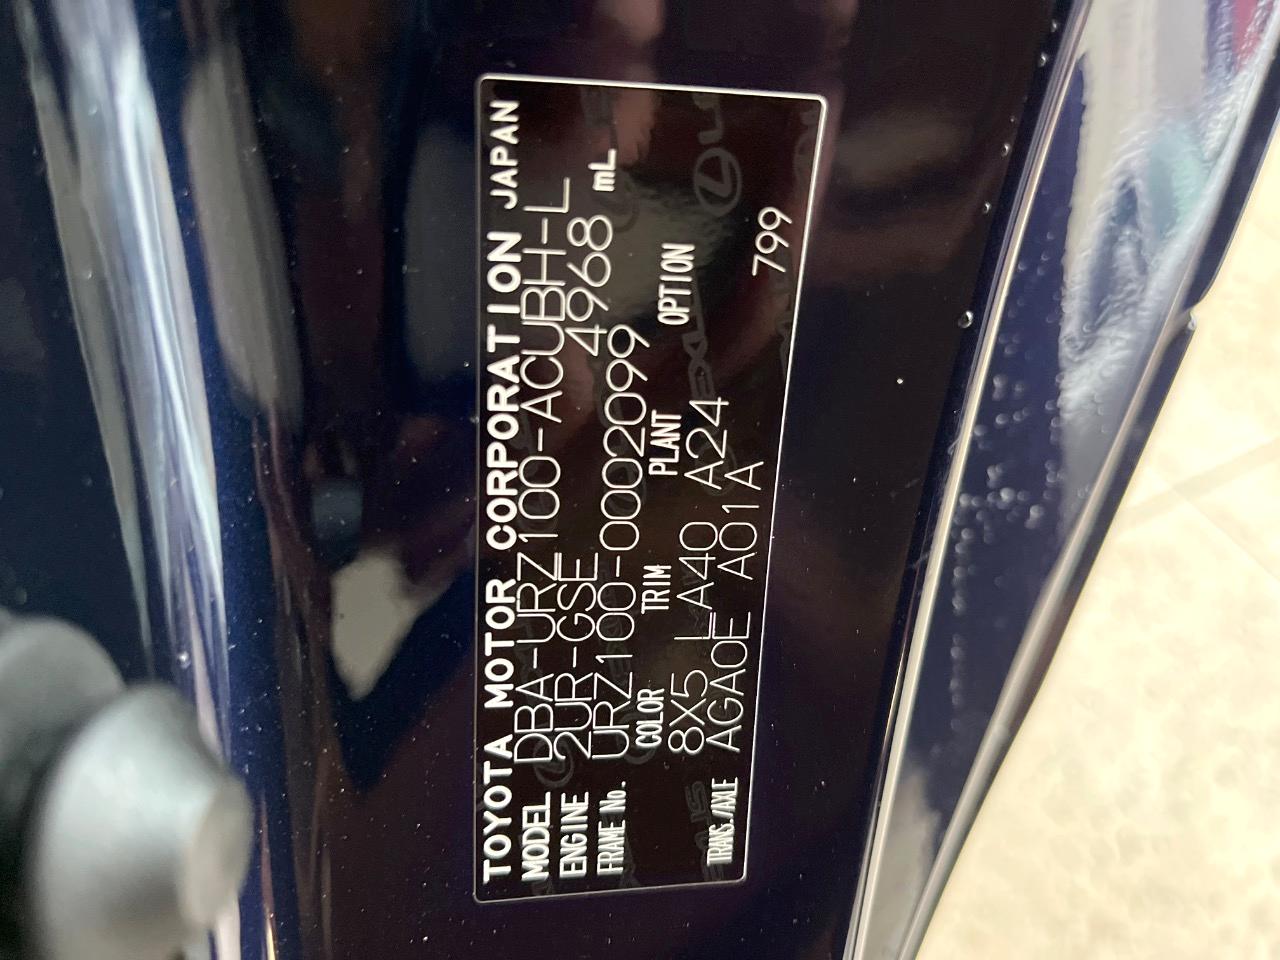 TOYOTA MOTOR CORPORATION JAPAN
MODEL DBA-URZ100-ACUBH-L
ENGINE 2UR-GSE 4968 mL
FRAME No. URZ100-0002099
COLOR TRIM PLANT OPTION
8X5 LA40 A24
TRANS./AXLE AGA0E A01A 799